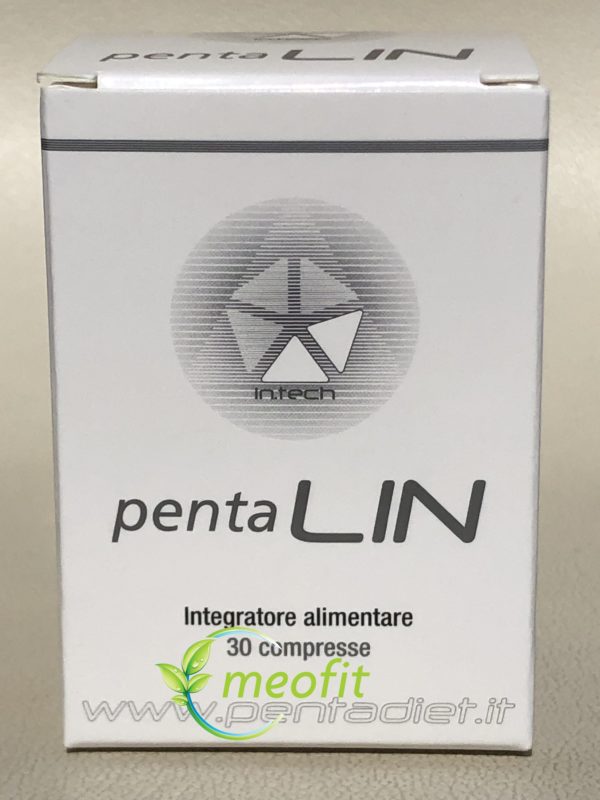 penta LIN
in.tech
penta LIN
Integratore alimentare
30 compresse
meofit
www.pentadiet.it